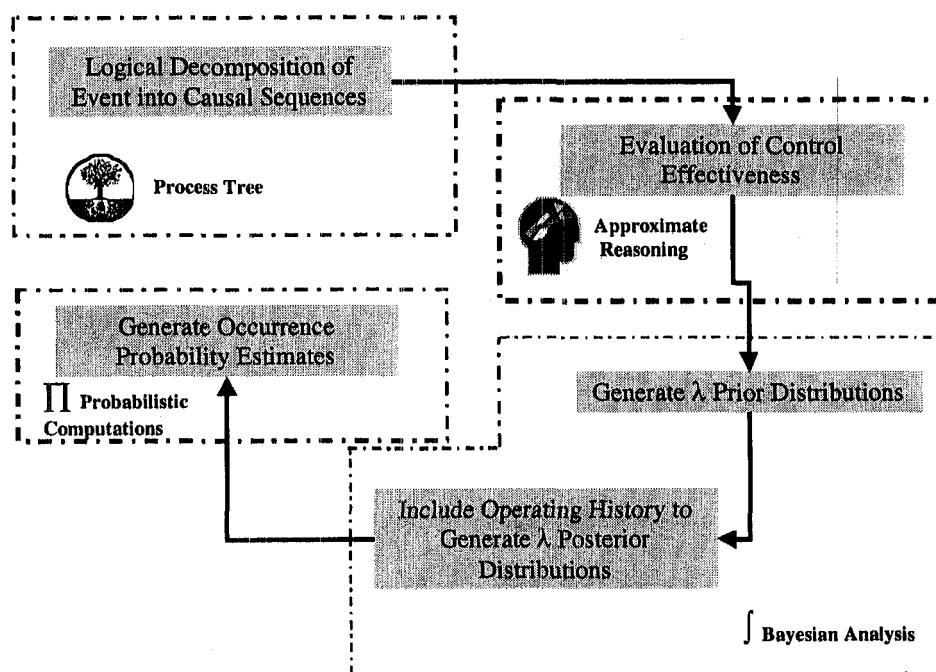 Logical Decomposition of
Event into Causal Sequences
Process Tree
Evaluation of Control
Effectiveness
Approximate
Reasoning
Generate Occurrence
Probability Estimates
∏ Probabilistic
Computations
Generate λ Prior Distributions
Include Operating History to
Generate λ Posterior
Distributions
∫ Bayesian Analysis